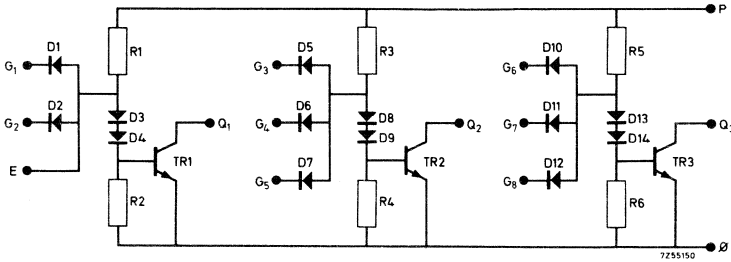 P
D1
R1
D5
R3
D10
R5
G1
G3
G6
D2
D3
D6
D8
D11
D13
G2
D4
Q1
G4
D9
Q2
G7
D14
Q3
E
TR1
D7
TR2
D12
TR3
R2
G5
R4
G8
R6
Ø
7Z55150